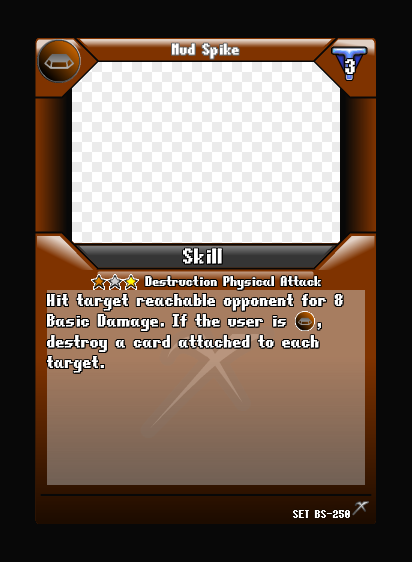 Mud Spike
3
Skill
Destruction Physical Attack
Hit target reachable opponent for 8
Basic Damage. If the user is ,
destroy a card attached to each
target.
SET BS-250